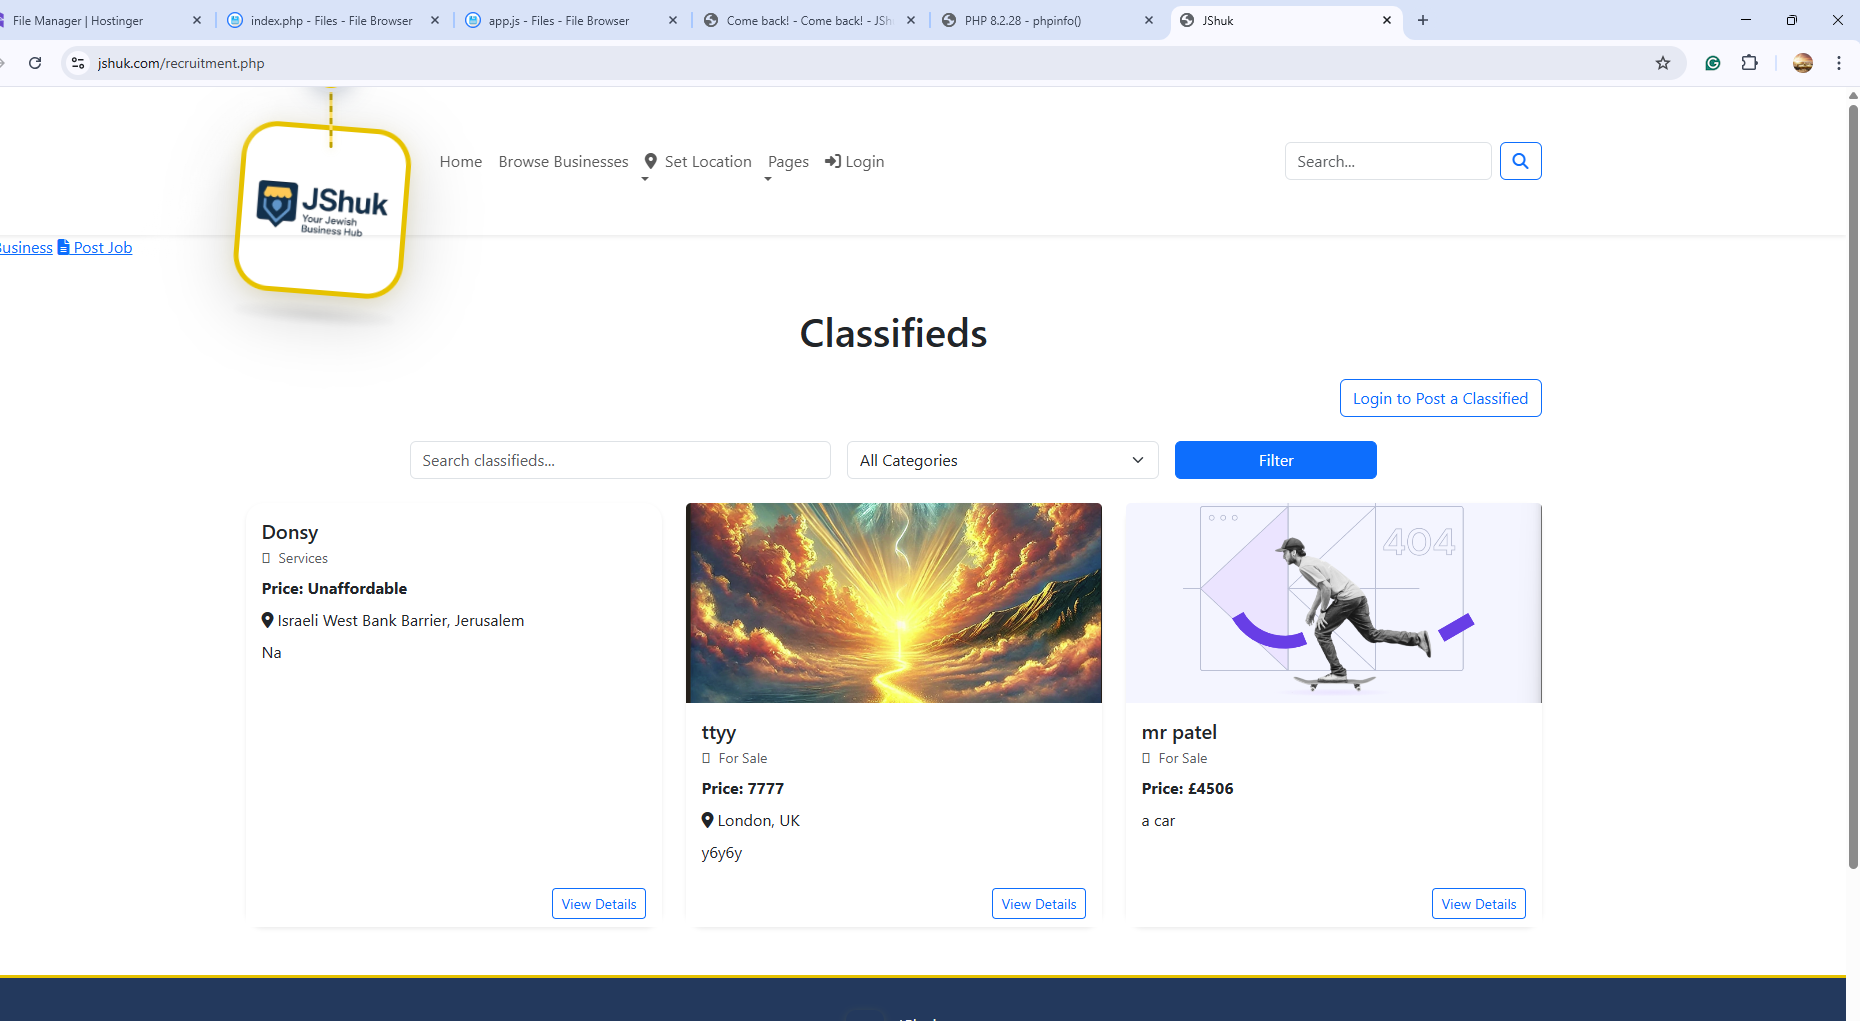 File Manager | Hostinger
index.php - Files - File Browser
app.js - Files - File Browser
Come back! - Come back! - JSh
PHP 8.2.28 - phpinfo()
JShuk
jshuk.com/recruitment.php
JShuk
Your Jewish
Business Hub
Home
Browse Businesses
Set Location
Pages
Login
Search...
usiness
Post Job
Classifieds
Login to Post a Classified
Search classifieds...
All Categories
Filter
Donsy
Services
Price: Unaffordable
Israeli West Bank Barrier, Jerusalem
Na
View Details
ttyy
For Sale
Price: 7777
London, UK
y6y6y
View Details
404
mr patel
For Sale
Price: £4506
a car
View Details